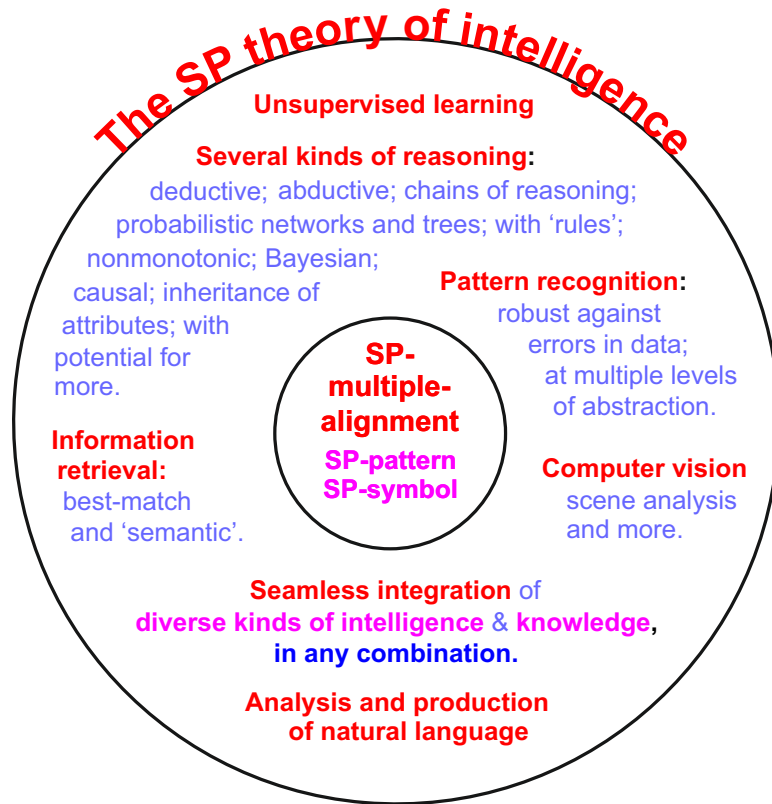 The SP theory of intelligence
Unsupervised learning
Several kinds of reasoning:
deductive; abductive; chains of reasoning;
probabilistic networks and trees; with ‘rules’;
nonmonotonic; Bayesian;
causal; inheritance of
attributes; with
potential for
more.
Pattern recognition:
robust against
errors in data;
at multiple levels
of abstraction.
SP-
multiple-
alignment
SP-pattern
SP-symbol
Information
retrieval:
best-match
and ‘semantic’.
Computer vision
scene analysis
and more.
Seamless integration of
diverse kinds of intelligence & knowledge,
in any combination.
Analysis and production
of natural language